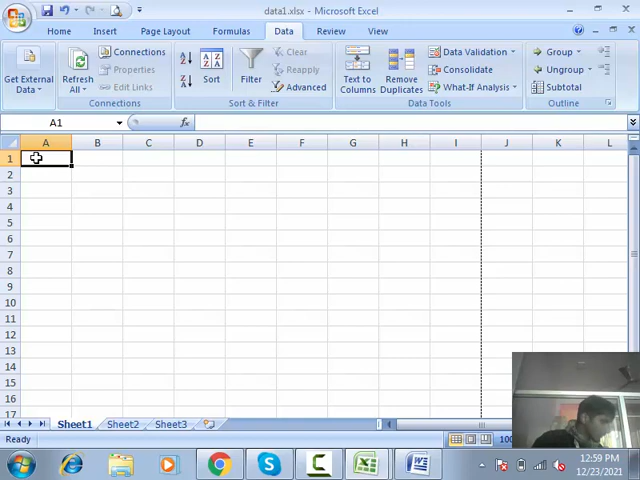 data1.xlsx - Microsoft Excel
Home Insert Page Layout Formulas Data Review View
Get External Data
Refresh All
Connections
Properties
Edit Links
Connections
A Z
Z A
Sort
Filter
Clear
Reapply
Advanced
Sort & Filter
Text to Columns
Remove Duplicates
Data Validation
Consolidate
What-If Analysis
Data Tools
Group
Ungroup
Subtotal
Outline
A1 fx
A B C D E F G H I J K L
1
2
3
4
5
6
7
8
9
10
11
12
13
14
15
16
17
Sheet1 Sheet2 Sheet3
Ready
100
12:59 PM
12/23/2021